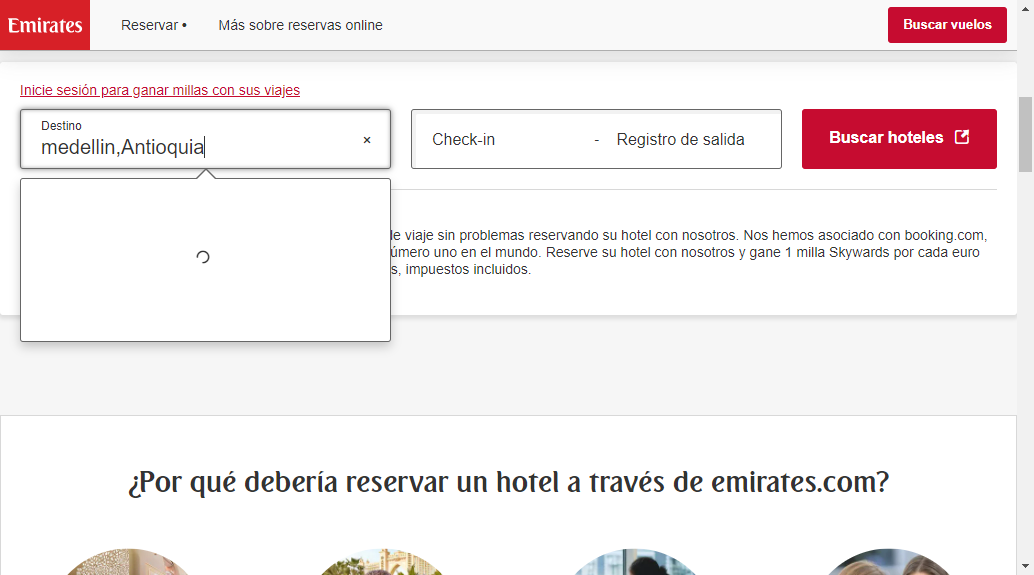 Emirates
Reservar •
Más sobre reservas online
Buscar vuelos
Inicie sesión para ganar millas con sus viajes
Destino
medellin,Antioquia
×
Check-in - Registro de salida
Buscar hoteles
de viaje sin problemas reservando su hotel con nosotros. Nos hemos asociado con booking.com,
úmero uno en el mundo. Reserve su hotel con nosotros y gane 1 milla Skywards por cada euro
s, impuestos incluidos.
¿Por qué debería reservar un hotel a través de emirates.com?